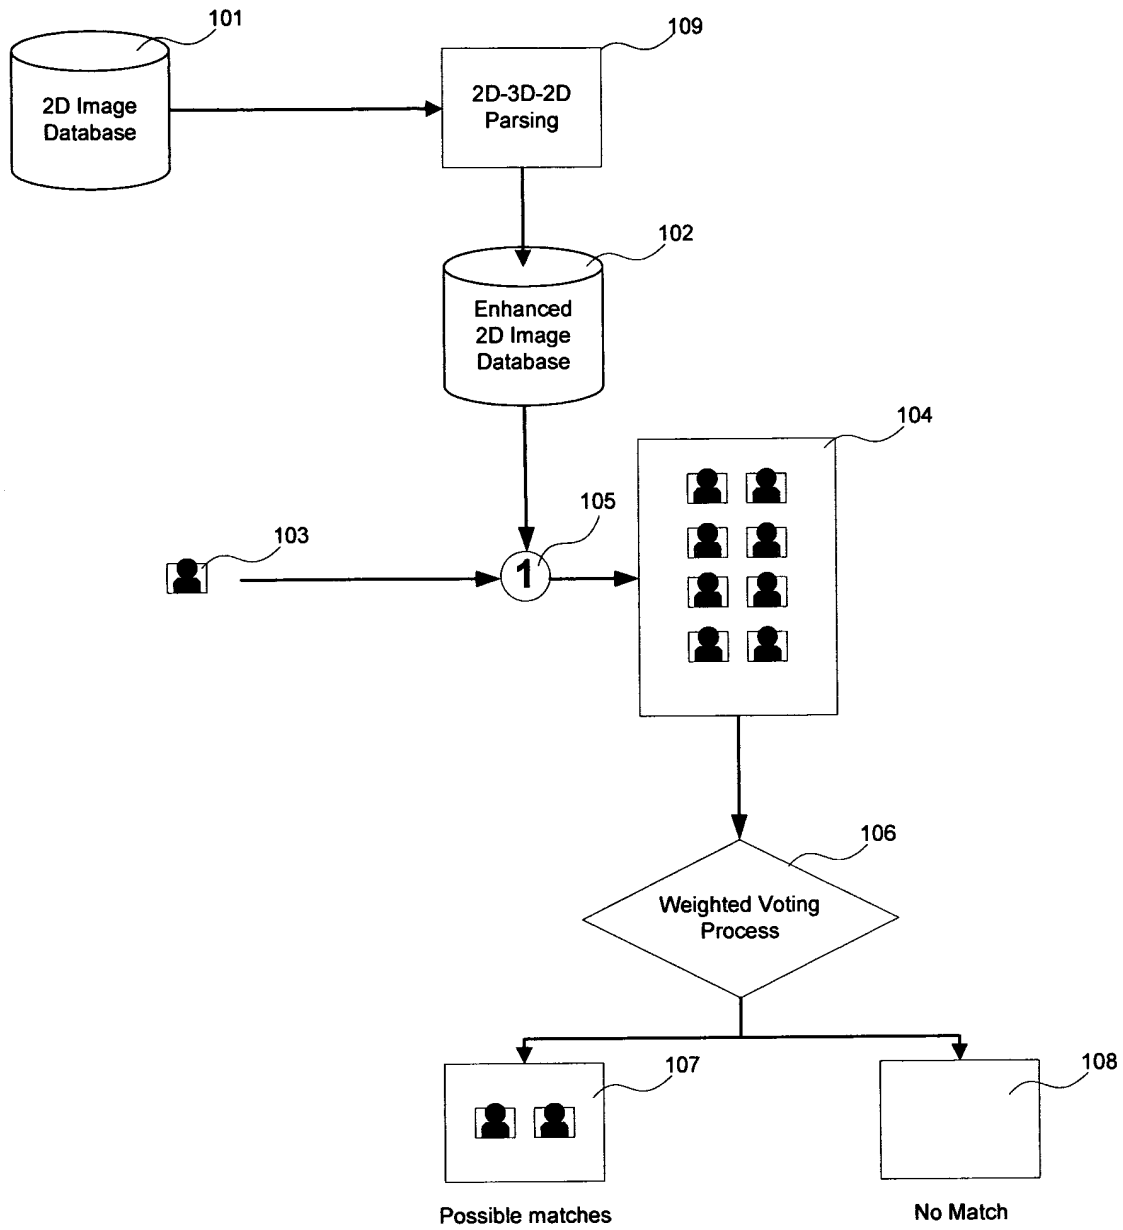 101
109
2D Image
Database
2D-3D-2D
Parsing
102
Enhanced
2D Image
Database
104
105
103
1
106
Weighted Voting
Process
107
108
Possible matches
No Match